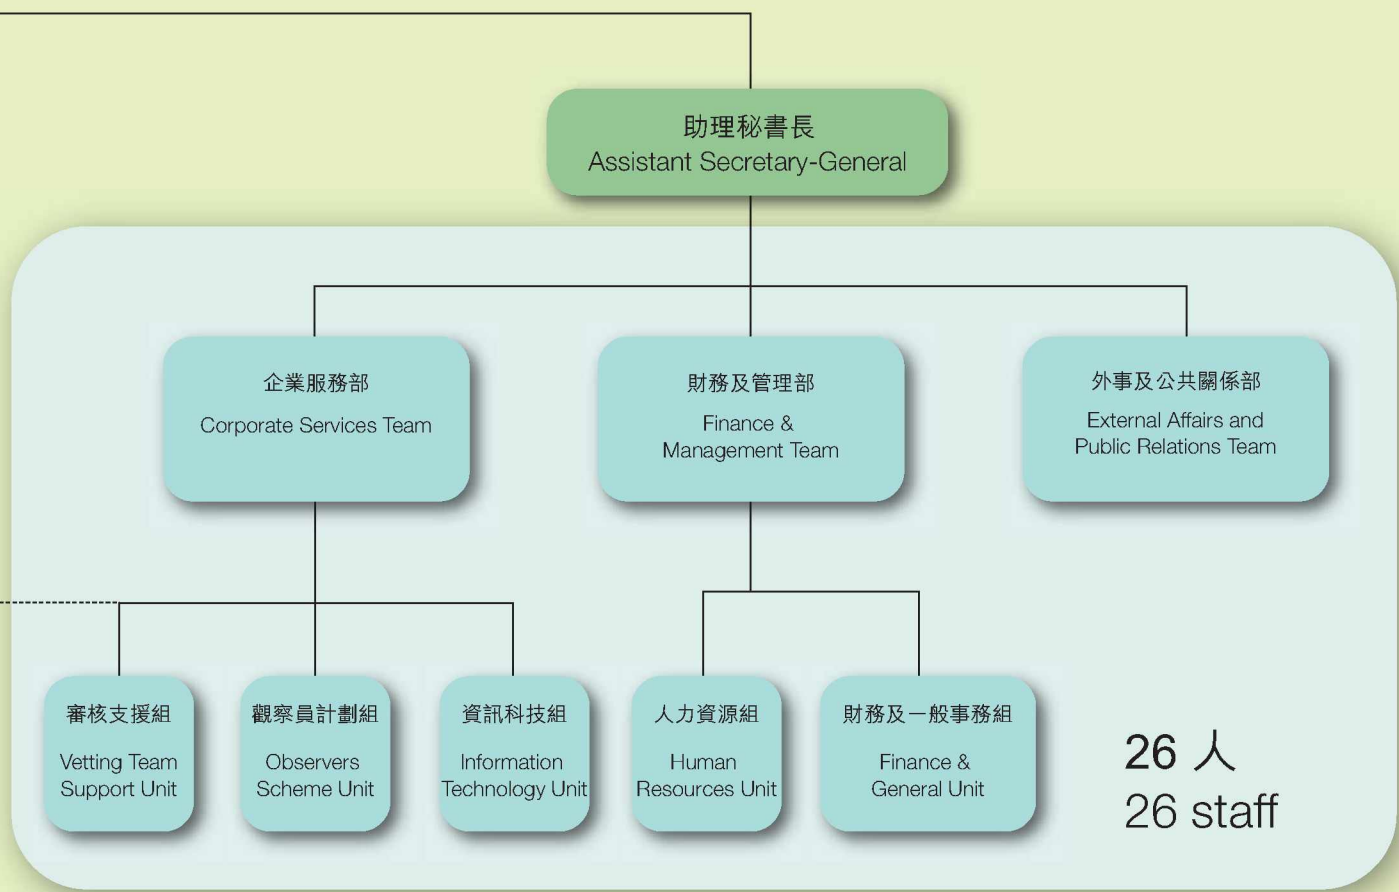 助理秘書長
Assistant Secretary-General
企業服務部
Corporate Services Team
財務及管理部
Finance &
Management Team
外事及公共關係部
External Affairs and
Public Relations Team
審核支援組
Vetting Team
Support Unit
觀察員計劃組
Observers
Scheme Unit
資訊科技組
Information
Technology Unit
人力資源組
Human
Resources Unit
財務及一般事務組
Finance &
General Unit
26 人
26 staff